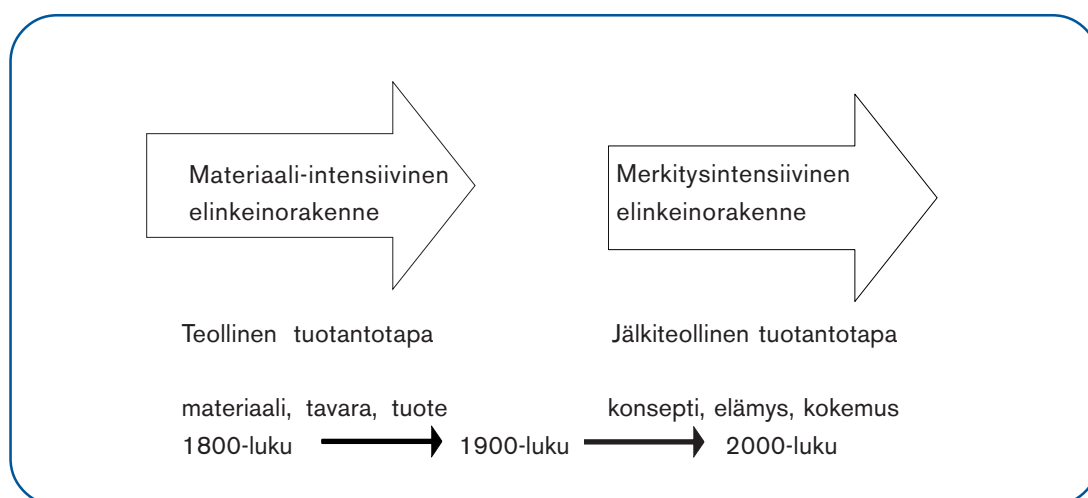 Materiaali-intensiivinen
elinkeinorakenne
Merkitysintensiivinen
elinkeinorakenne
Teollinen tuotantotapa
Jälkiteollinen tuotantotapa
materiaali, tavara, tuote
konsepti, elämys, kokemus
1800-luku
1900-luku
2000-luku